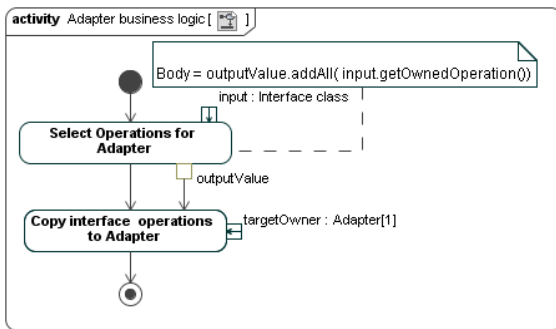 activity Adapter business logic [ ]
Body = outputValue.addAll( input.getOwnedOperation())
input : Interface class
Select Operations for
Adapter
outputValue
Copy interface operations
to Adapter
targetOwner : Adapter[1]